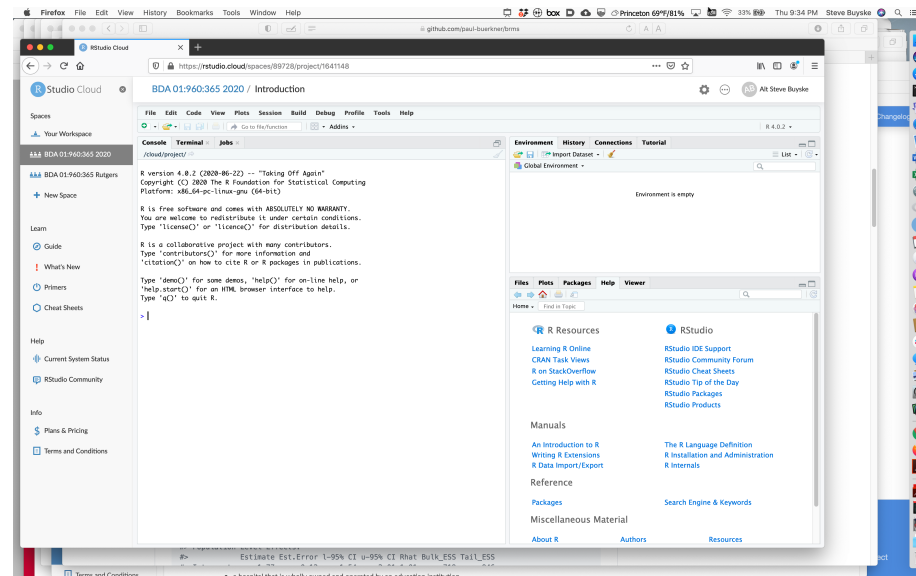 Firefox File Edit View History Bookmarks Tools Window Help
box Princeton 69°F/81% 33% Thu 9:34 PM Steve Buyske
github.com/paul-buerkner/brms
RStudio Cloud
https://rstudio.cloud/spaces/89728/project/1641148
R Studio Cloud
BDA 01:960:365 2020 / Introduction
AB Alt Steve Buyske
Spaces
Your Workspace
BDA 01:960:365 2020
BDA 01:960:365 Rutgers
New Space
Learn
Guide
What's New
Primers
Cheat Sheets
Help
Current System Status
RStudio Community
Info
Plans & Pricing
Terms and Conditions
File Edit Code View Plots Session Build Debug Profile Tools Help
Go to file/function Addins R 4.0.2
Console Terminal Jobs
/cloud/project/
R version 4.0.2 (2020-06-22) -- "Taking Off Again"
Copyright (C) 2020 The R Foundation for Statistical Computing
Platform: x86_64-pc-linux-gnu (64-bit)
R is free software and comes with ABSOLUTELY NO WARRANTY.
You are welcome to redistribute it under certain conditions.
Type 'license()' or 'licence()' for distribution details.
R is a collaborative project with many contributors.
Type 'contributors()' for more information and
'citation()' on how to cite R or R packages in publications.
Type 'demo()' for some demos, 'help()' for on-line help, or
'help.start()' for an HTML browser interface to help.
Type 'q()' to quit R.
>
Environment History Connections Tutorial
Import Dataset List
Global Environment
Environment is empty
Files Plots Packages Help Viewer
Home Find in Topic
R Resources
Learning R Online
CRAN Task Views
R on StackOverflow
Getting Help with R
RStudio
RStudio IDE Support
RStudio Community Forum
RStudio Cheat Sheets
RStudio Tip of the Day
RStudio Packages
RStudio Products
Manuals
An Introduction to R
Writing R Extensions
R Data Import/Export
The R Language Definition
R Installation and Administration
R Internals
Reference
Packages
Search Engine & Keywords
Miscellaneous Material
About R Authors Resources
Changelog
#> Estimate Est.Error l-95% CI u-95% CI Rhat Bulk_ESS Tail_ESS
Terms and Conditions